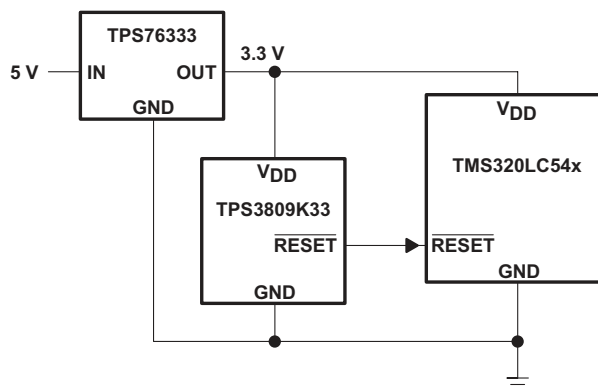 TPS76333
5 V
IN
OUT
3.3 V
GND
VDD
TMS320LC54x
VDD
TPS3809K33
RESET
RESET
GND
GND